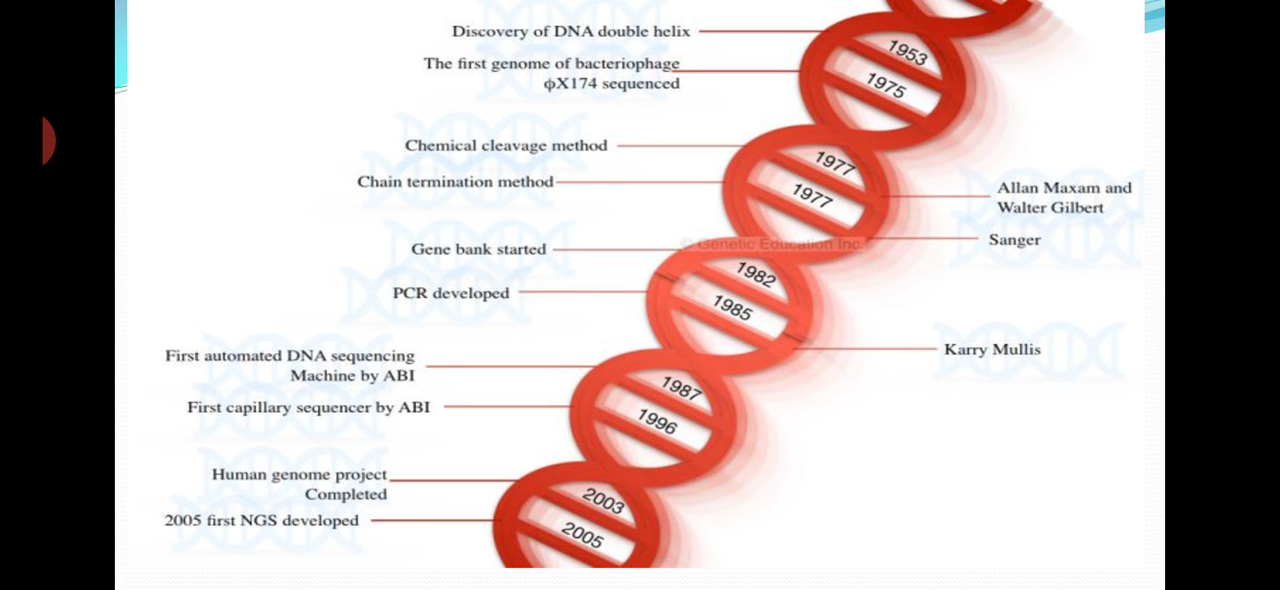 Discovery of DNA double helix
1953
The first genome of bacteriophage
ϕX174 sequenced
1975
Chemical cleavage method
1977
Allan Maxam and
Walter Gilbert
Chain termination method
1977
Sanger
© Genetic Education Inc.
Gene bank started
1982
PCR developed
1985
Karry Mullis
First automated DNA sequencing
Machine by ABI
1987
First capillary sequencer by ABI
1996
Human genome project
Completed
2003
2005 first NGS developed
2005